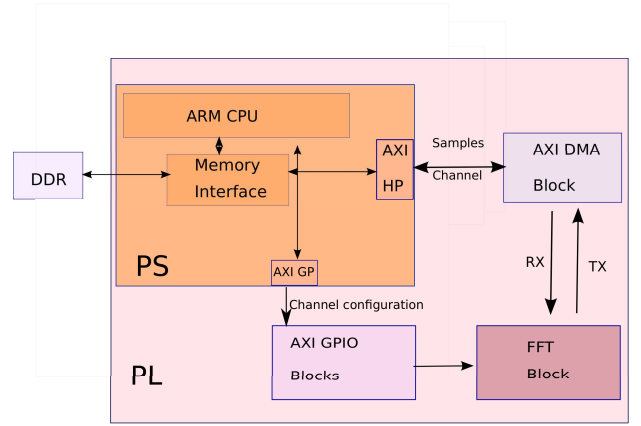 ARM CPU
Memory
Interface
AXI
HP
Samples
Channel
AXI DMA
Block
DDR
PS
AXI GP
RX
TX
Channel configuration
AXI GPIO
Blocks
FFT
Block
PL